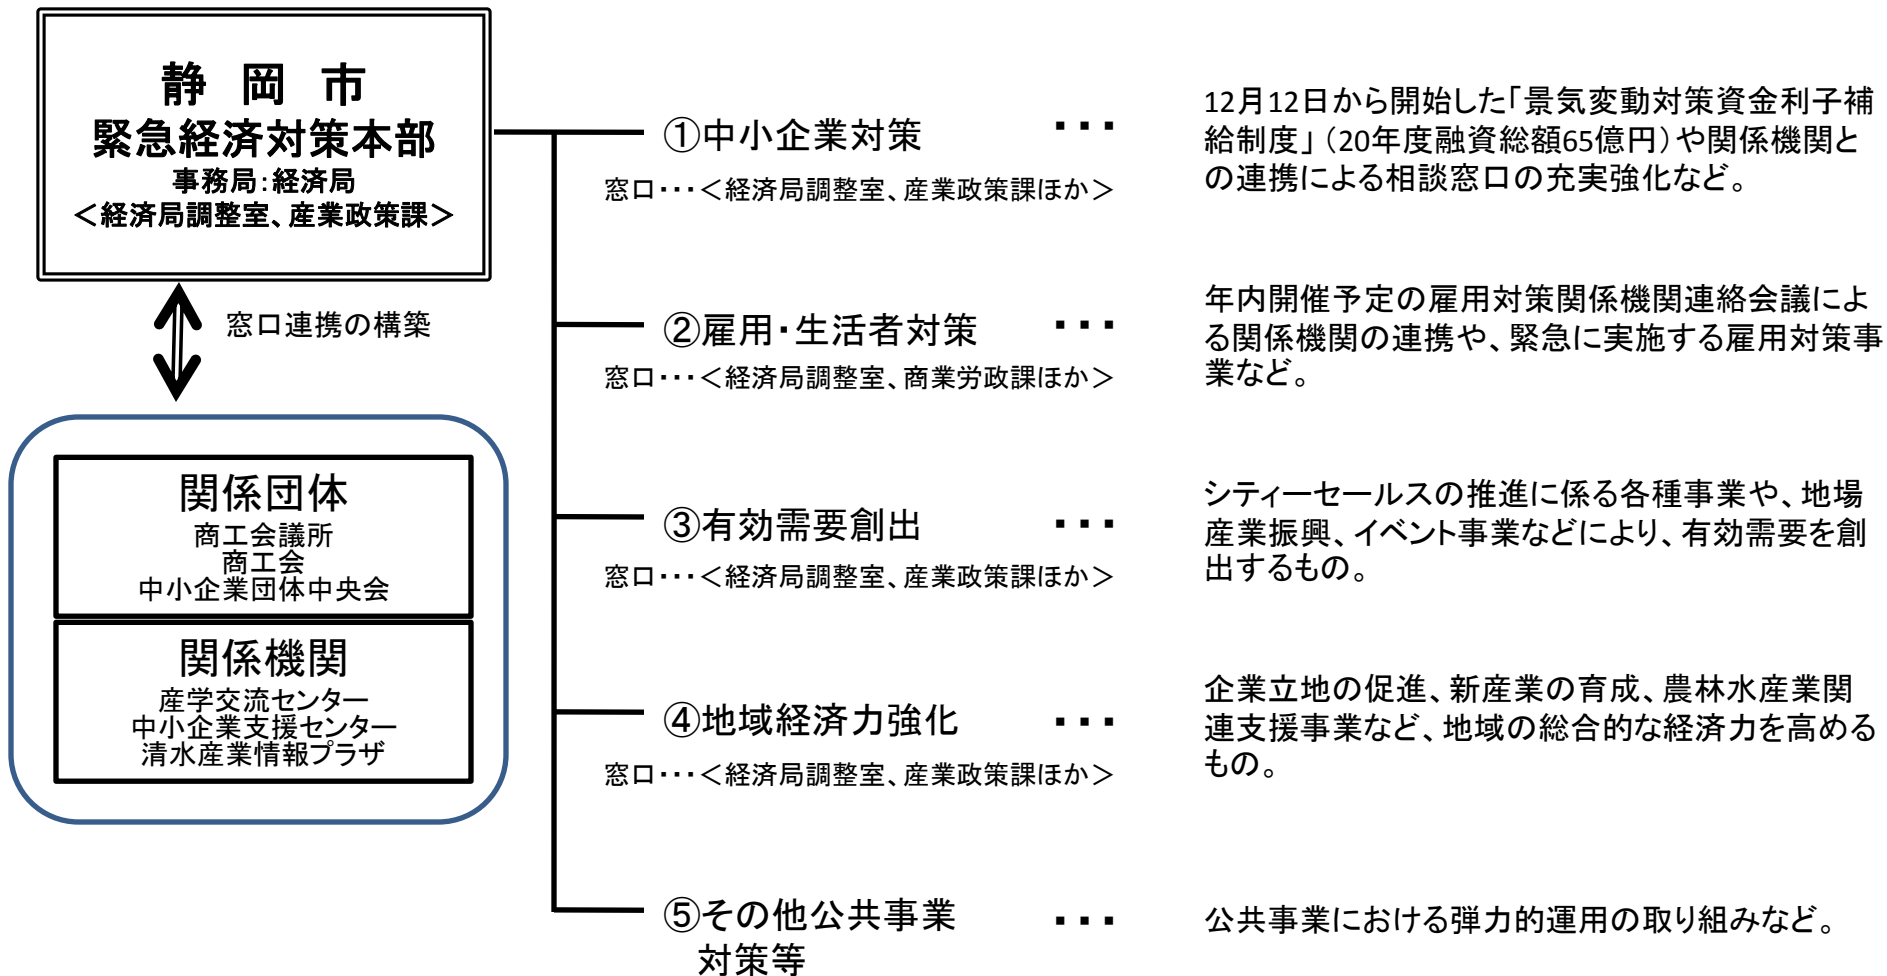 静 岡 市
緊急経済対策本部
事務局：経済局
＜経済局調整室、産業政策課＞
窓口連携の構築
関係団体
商工会議所
商工会
中小企業団体中央会
関係機関
産学交流センター
中小企業支援センター
清水産業情報プラザ
①中小企業対策 ・・・
窓口・・・＜経済局調整室、産業政策課ほか＞
12月12日から開始した「景気変動対策資金利子補
給制度」（20年度融資総額65億円）や関係機関と
の連携による相談窓口の充実強化など。
②雇用・生活者対策 ・・・
窓口・・・＜経済局調整室、商業労政課ほか＞
年内開催予定の雇用対策関係機関連絡会議によ
る関係機関の連携や、緊急に実施する雇用対策事
業など。
③有効需要創出 ・・・
窓口・・・＜経済局調整室、産業政策課ほか＞
シティーセールスの推進に係る各種事業や、地場
産業振興、イベント事業などにより、有効需要を創
出するもの。
④地域経済力強化 ・・・
窓口・・・＜経済局調整室、産業政策課ほか＞
企業立地の促進、新産業の育成、農林水産業関
連支援事業など、地域の総合的な経済力を高める
もの。
⑤その他公共事業 ・・・
対策等
公共事業における弾力的運用の取り組みなど。